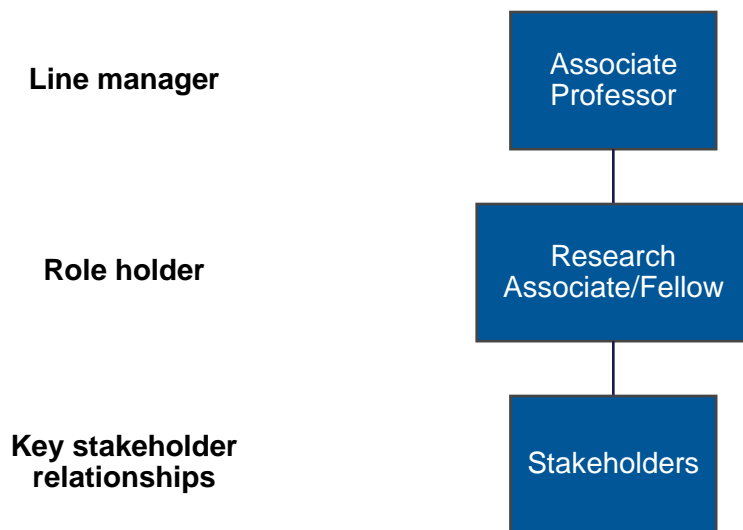 Line manager
Associate
Professor
Role holder
Research
Associate/Fellow
Key stakeholder
relationships
Stakeholders